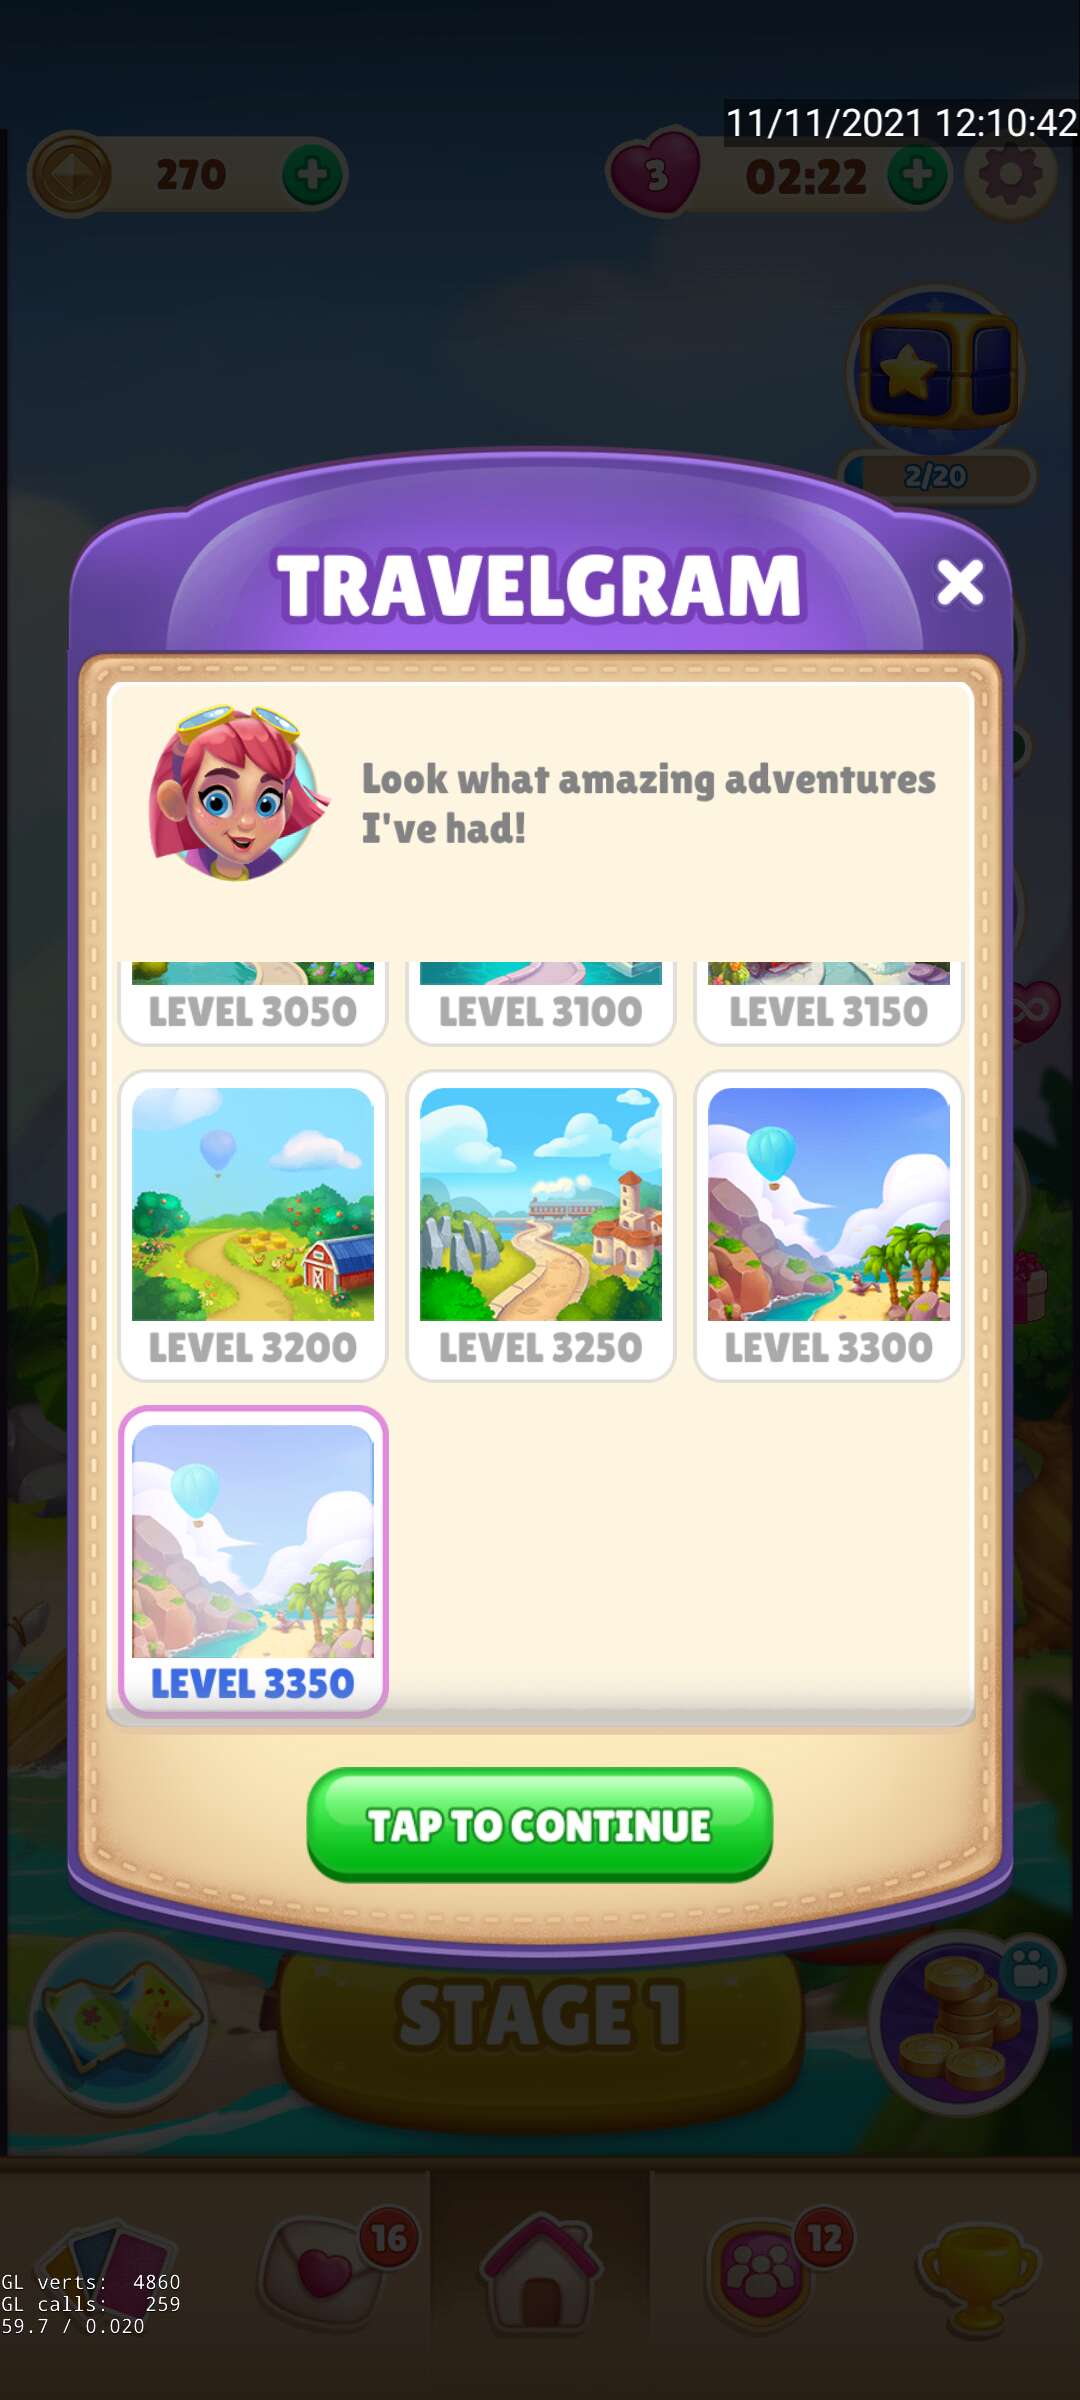 11/11/2021 12:10:42
270
3
02:22
2/20
TRAVELGRAM
Look what amazing adventures
I've had!
LEVEL 3050
LEVEL 3100
LEVEL 3150
LEVEL 3200
LEVEL 3250
LEVEL 3300
LEVEL 3350
TAP TO CONTINUE
STAGE 1
16
12
GL verts: 4860
GL calls: 259
59.7 / 0.020